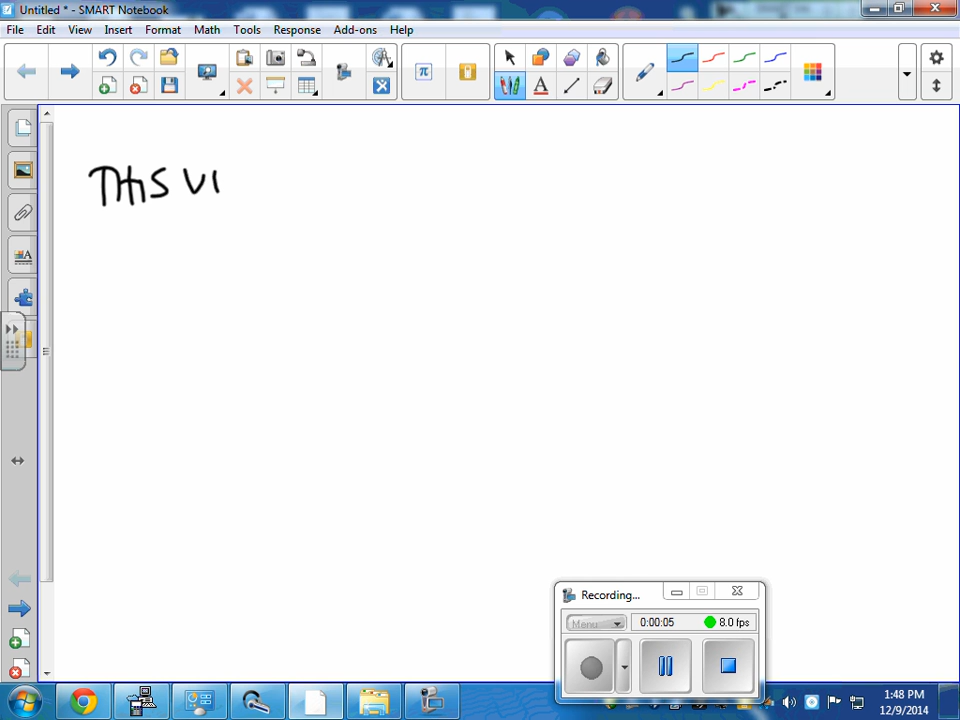 Untitled * - SMART Notebook
File Edit View Insert Format Math Tools Response Add-ons Help
π
A
This vi
Recording...
Menu 0:00:05 8.0 fps
1:48 PM
12/9/2014